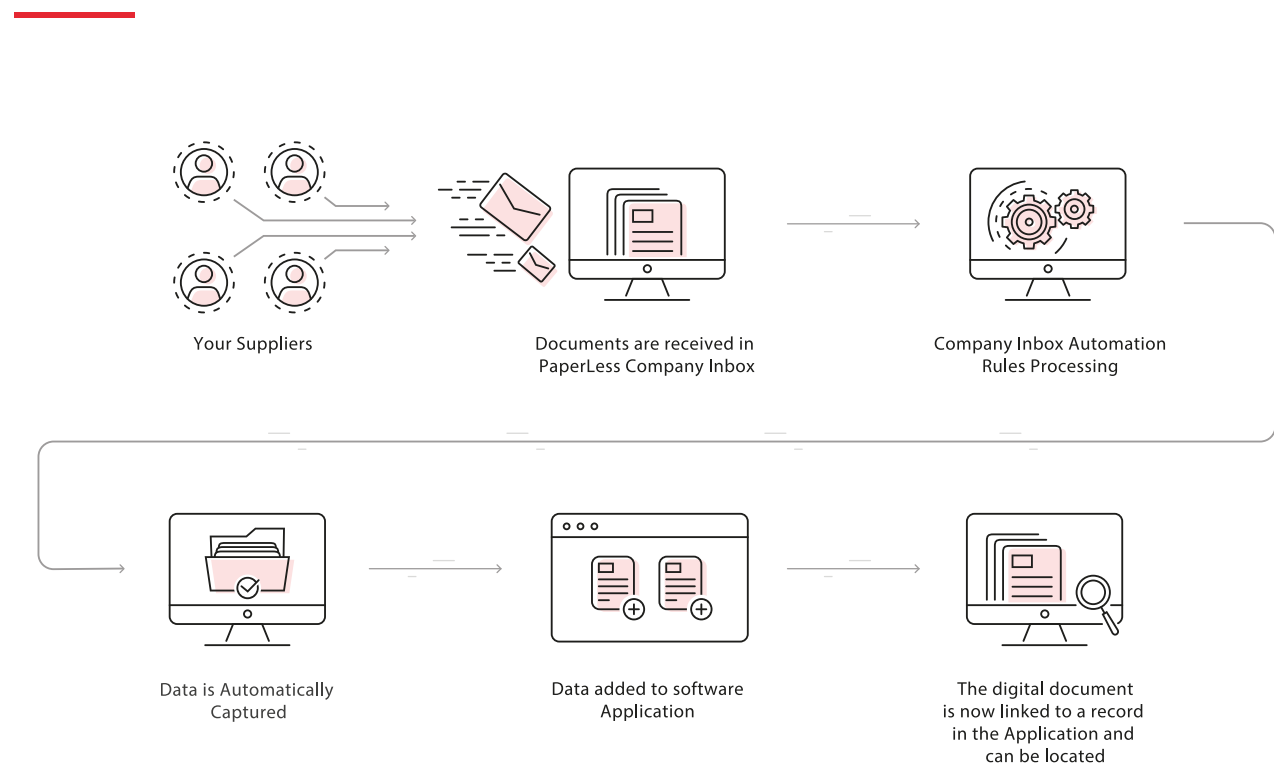 Your Suppliers
Documents are received in
PaperLess Company Inbox
Company Inbox Automation
Rules Processing
Data is Automatically
Captured
Data added to software
Application
The digital document
is now linked to a record
in the Application and
can be located